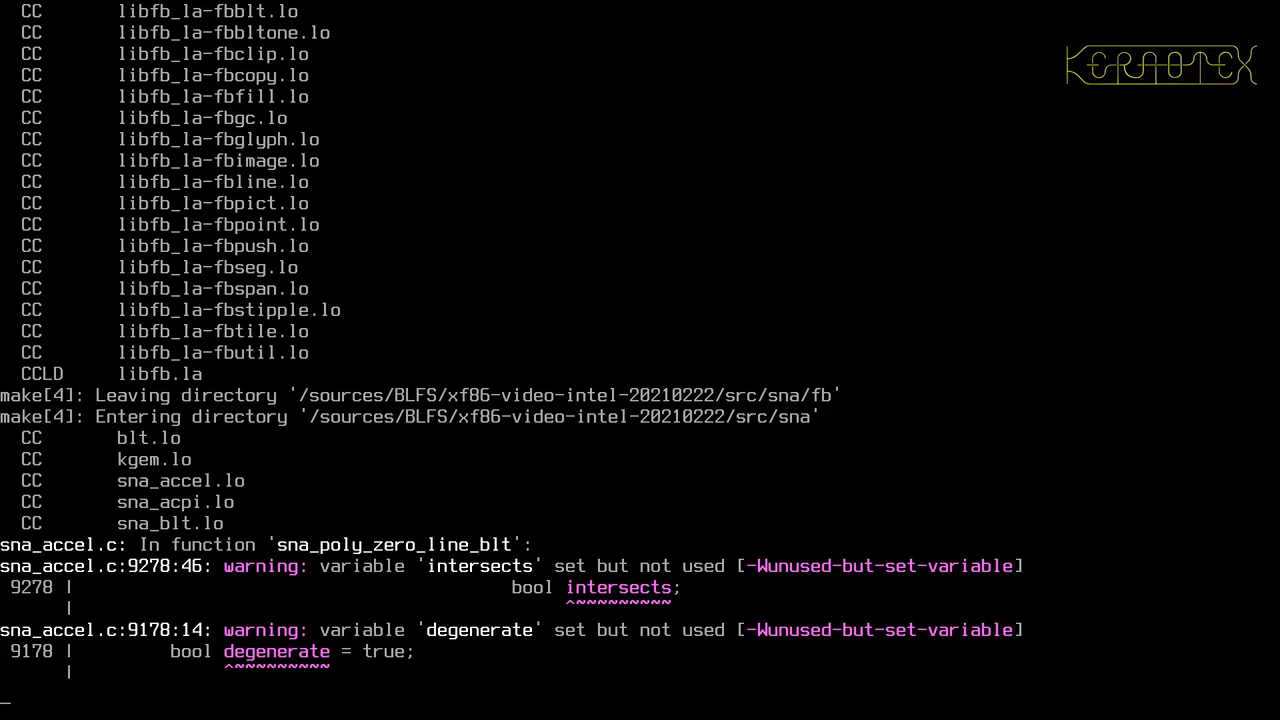 CC       libfb_la-fbblt.lo
CC       libfb_la-fbbltone.lo
CC       libfb_la-fbclip.lo
CC       libfb_la-fbcopy.lo
CC       libfb_la-fbfill.lo
CC       libfb_la-fbgc.lo
CC       libfb_la-fbglyph.lo
CC       libfb_la-fbimage.lo
CC       libfb_la-fbline.lo
CC       libfb_la-fbpict.lo
CC       libfb_la-fbpoint.lo
CC       libfb_la-fbpush.lo
CC       libfb_la-fbseg.lo
CC       libfb_la-fbspan.lo
CC       libfb_la-fbstipple.lo
CC       libfb_la-fbtile.lo
CC       libfb_la-fbutil.lo
CCLD     libfb.la
make[4]: Leaving directory '/sources/BLFS/xf86-video-intel-20210222/src/sna/fb'
make[4]: Entering directory '/sources/BLFS/xf86-video-intel-20210222/src/sna'
CC       blt.lo
CC       kgem.lo
CC       sna_accel.lo
CC       sna_acpi.lo
CC       sna_blt.lo
sna_accel.c: In function 'sna_poly_zero_line_blt':
sna_accel.c:9278:46: warning: variable 'intersects' set but not used [-Wunused-but-set-variable]
9278 |                                          bool intersects;
|                                               ^~~~~~~~~~
sna_accel.c:9178:14: warning: variable 'degenerate' set but not used [-Wunused-but-set-variable]
9178 |         bool degenerate = true;
|              ^~~~~~~~~~
KERNOTEX